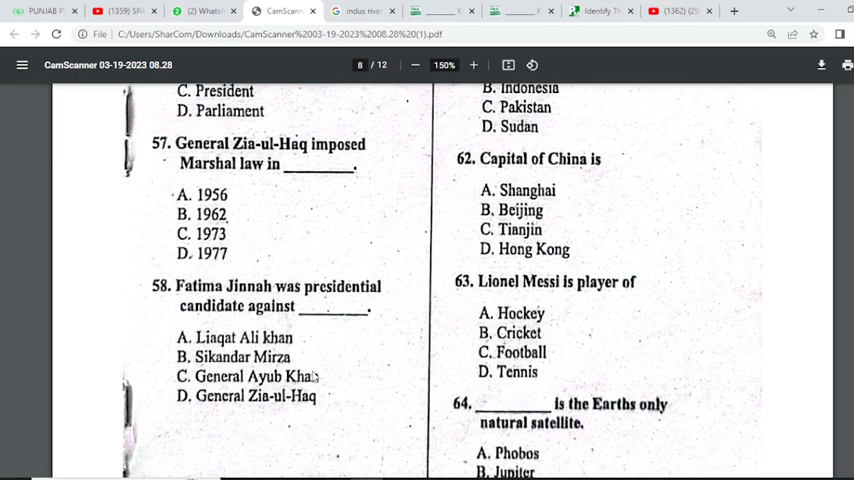 PUNJAB P
(1359) SPA
(2) Whats
CamScann
indus river
K
K
Identify Th
(1362) (29
File
C:/Users/SharCom/Downloads/CamScanner%2003-19-2023%2008.28%20(1).pdf
CamScanner 03-19-2023 08.28
8 / 12
150%
C. President
D. Parliament
57. General Zia-ul-Haq imposed
Marshal law in ________.
A. 1956
B. 1962
C. 1973
D. 1977
58. Fatima Jinnah was presidential
candidate against ________.
A. Liaqat Ali khan
B. Sikandar Mirza
C. General Ayub Khan
D. General Zia-ul-Haq
B. Indonesia
C. Pakistan
D. Sudan
62. Capital of China is
A. Shanghai
B. Beijing
C. Tianjin
D. Hong Kong
63. Lionel Messi is player of
A. Hockey
B. Cricket
C. Football
D. Tennis
64. ________ is the Earths only
natural satellite.
A. Phobos
B. Jupiter